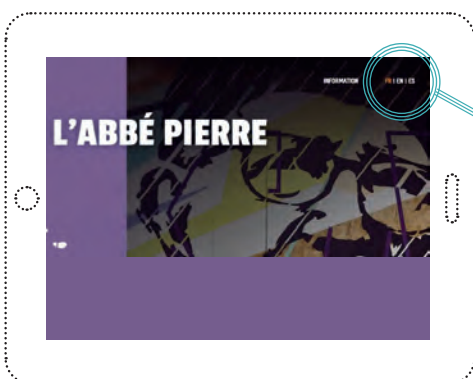 INFORMATION FR | EN | ES
L'ABBÉ PIERRE